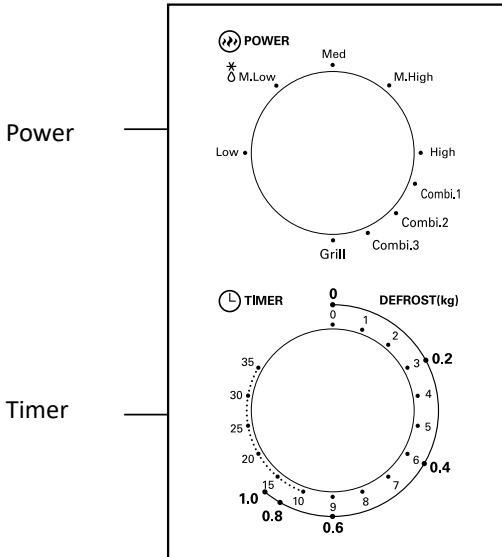 POWER
Med
M.Low
M.High
Power
Low
High
Combi.1
Combi.2
Combi.3
Grill
TIMER
0
DEFROST(kg)
0
1
2
3
0.2
35
4
30
5
25
Timer
6
0.4
20
7
15
8
10
9
1.0
0.8
0.6